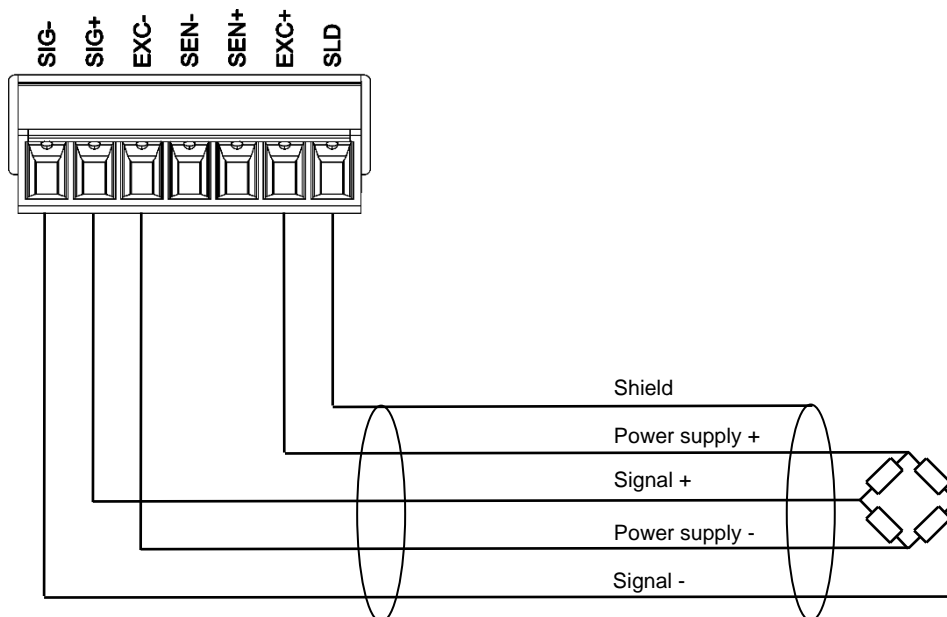 SIG-
SIG+
EXC-
SEN-
SEN+
EXC+
SLD
Shield
Power supply +
Signal +
Power supply -
Signal -